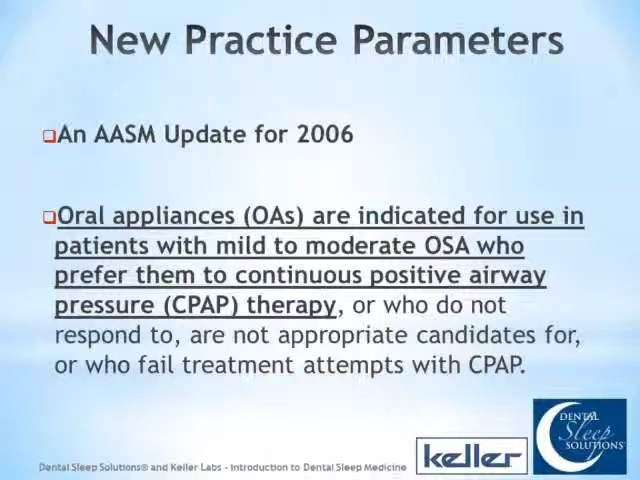 New Practice Parameters
An AASM Update for 2006
Oral appliances (OAs) are indicated for use in
patients with mild to moderate OSA who
prefer them to continuous positive airway
pressure (CPAP) therapy, or who do not
respond to, are not appropriate candidates for,
or who fail treatment attempts with CPAP.
Dental Sleep Solutions® and Keller Labs - Introduction to Dental Sleep Medicine
keller
DENTAL
Sleep
SOLUTIONS